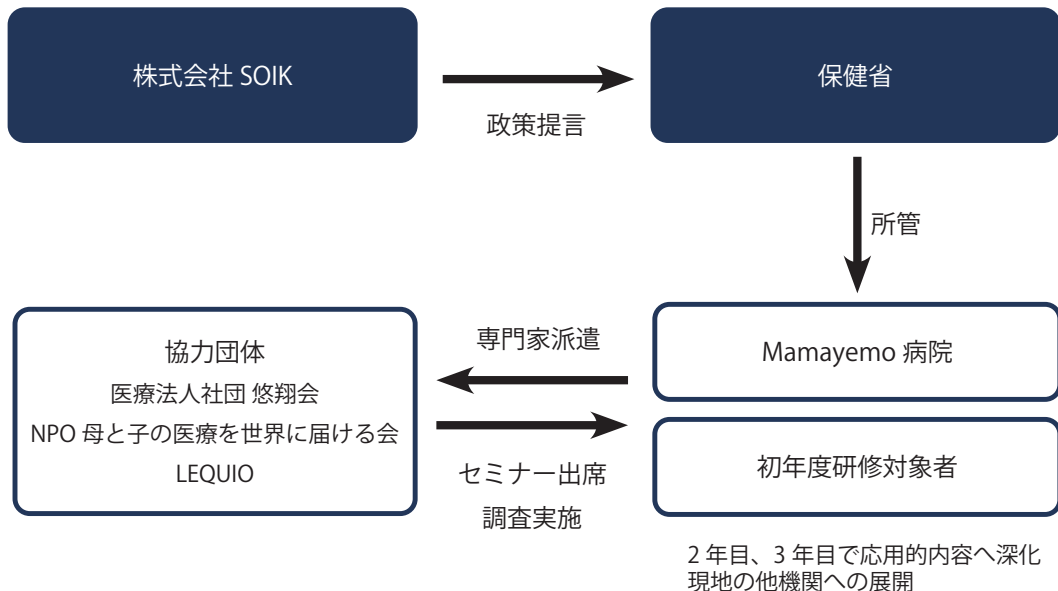 株式会社 SOIK
政策提言
保健省
所管
協力団体
医療法人社団 悠翔会
NPO 母と子の医療を世界に届ける会
LEQUIO
専門家派遣
セミナー出席
調査実施
Mamayemo 病院
初年度研修対象者
2 年目、3 年目で応用的内容へ深化
現地の他機関への展開